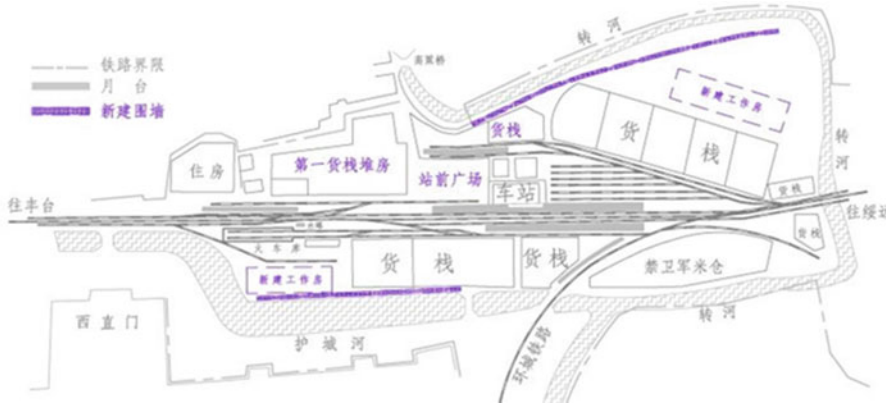 铁路界限
月台
新建围墙
高粱桥
转河
新建工作房
货栈
货栈
转河
住房
第一货栈堆房
站前广场
车站
货栈
往丰台
往绥远
火车房
货栈
货栈
货栈
新建工作房
禁卫军米仓
西直门
护城河
转河
环城铁路